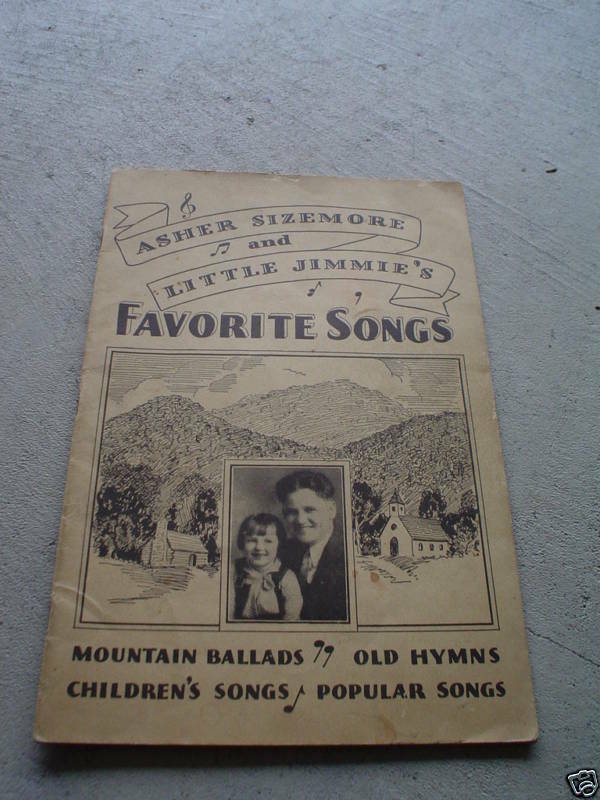 ASHER SIZEMORE
and
LITTLE JIMMIE'S
FAVORITE SONGS
MOUNTAIN BALLADS OLD HYMNS
CHILDREN'S SONGS POPULAR SONGS